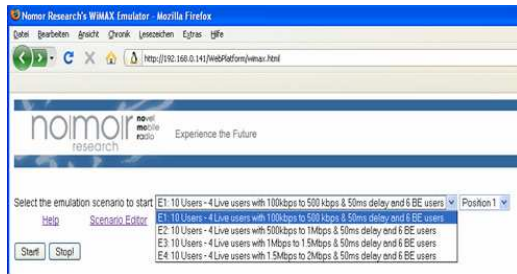 Nomor Research's WiMAX Emulator - Mozilla Firefox
Datei Bearbeiten Ansicht Chronik Lesezeichen Extras Hilfe
http://192.168.0.141/WebPlatform/wimax.html
no|mo|r novel mobile radio
research
Experience the Future
Select the emulation scenario to start E1: 10 Users - 4 Live users with 100kbps to 500 kbps & 50ms delay and 6 BE users Position 1
Help Scenario Editor
E1: 10 Users - 4 Live users with 100kbps to 500 kbps & 50ms delay and 6 BE users
E2: 10 Users - 4 Live users with 500kbps to 1Mbps & 50ms delay and 6 BE users
E3: 10 Users - 4 Live users with 1Mbps to 1.5Mbps & 50ms delay and 6 BE users
E4: 10 Users - 4 Live users with 1.5Mbps to 2Mbps & 50ms delay and 6 BE users
Start! Stop!